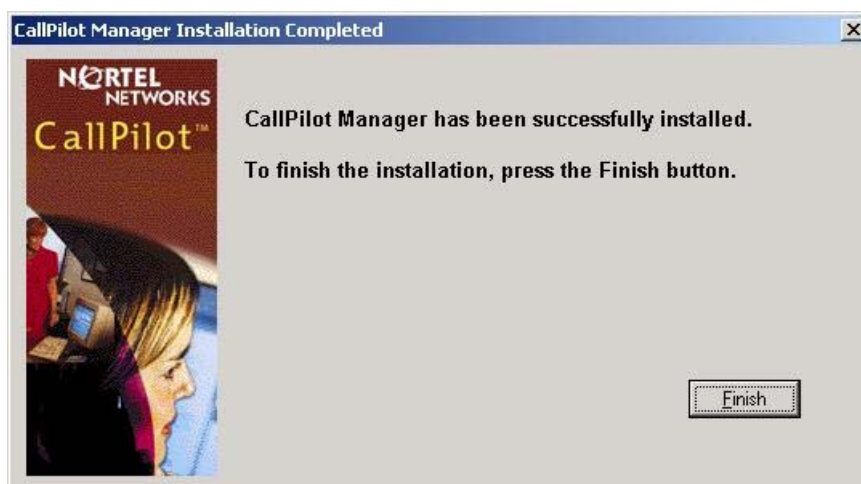 CallPilot Manager Installation Completed
NORTEL
NETWORKS
CallPilot™
CallPilot Manager has been successfully installed.
To finish the installation, press the Finish button.
Finish